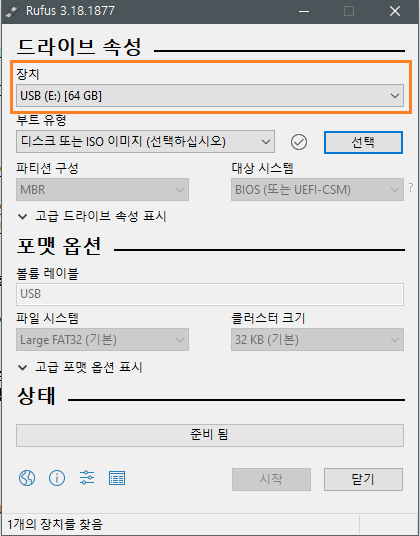 Rufus 3.18.1877
드라이브 속성
장치
USB (E:) [64 GB]
부트 유형
디스크 또는 ISO 이미지 (선택하십시오)
선택
파티션 구성
대상 시스템
MBR
BIOS (또는 UEFI-CSM)
?
고급 드라이브 속성 표시
포맷 옵션
볼륨 레이블
USB
파일 시스템
클러스터 크기
Large FAT32 (기본)
32 KB (기본)
고급 포맷 옵션 표시
상태
준비 됨
시작
닫기
1개의 장치를 찾음